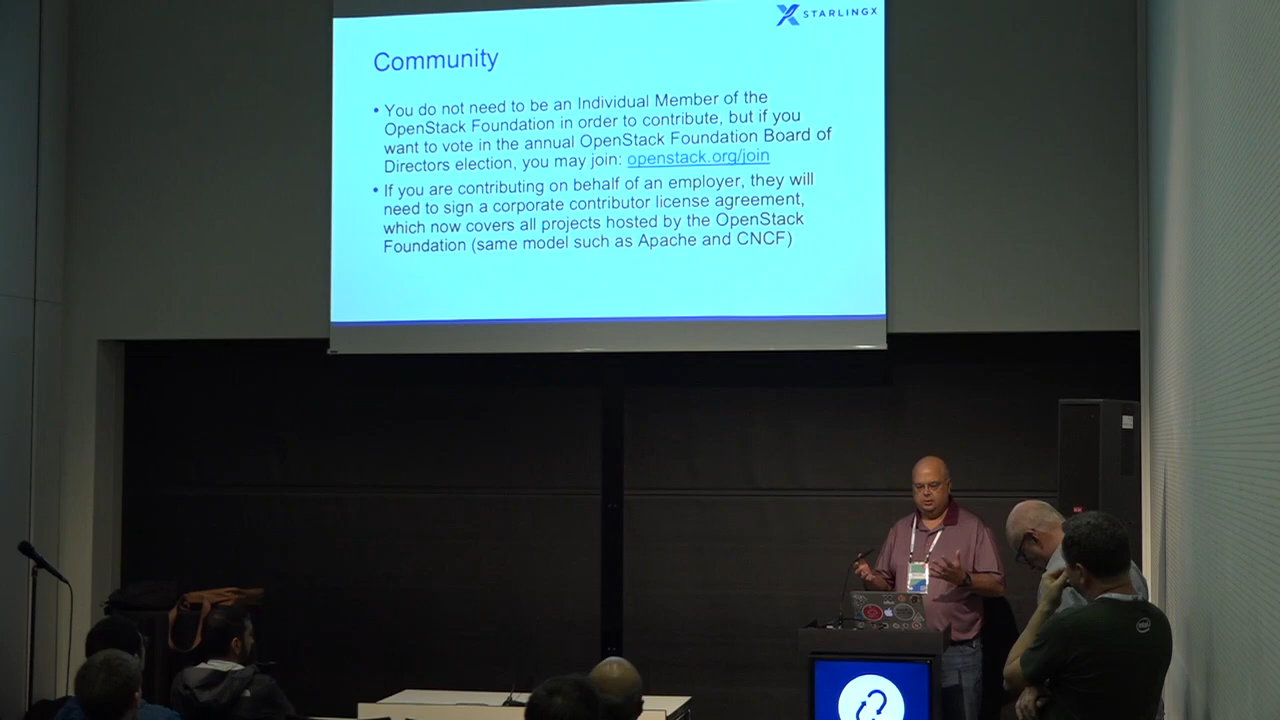 STARLINGX
Community
• You do not need to be an Individual Member of the
OpenStack Foundation in order to contribute, but if you
want to vote in the annual OpenStack Foundation Board of
Directors election, you may join: openstack.org/join
• If you are contributing on behalf of an employer, they will
need to sign a corporate contributor license agreement,
which now covers all projects hosted by the OpenStack
Foundation (same model such as Apache and CNCF)
intel